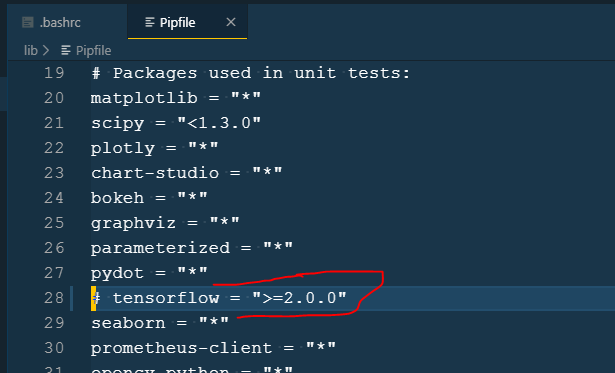 .bashrc
Pipfile
lib > Pipfile
19 # Packages used in unit tests:
20 matplotlib = "*"
21 scipy = "<1.3.0"
22 plotly = "*"
23 chart-studio = "*"
24 bokeh = "*"
25 graphviz = "*"
26 parameterized = "*"
27 pydot = "*"
28 # tensorflow = ">=2.0.0"
29 seaborn = "*"
30 prometheus-client = "*"
31 opencv-python = "*"